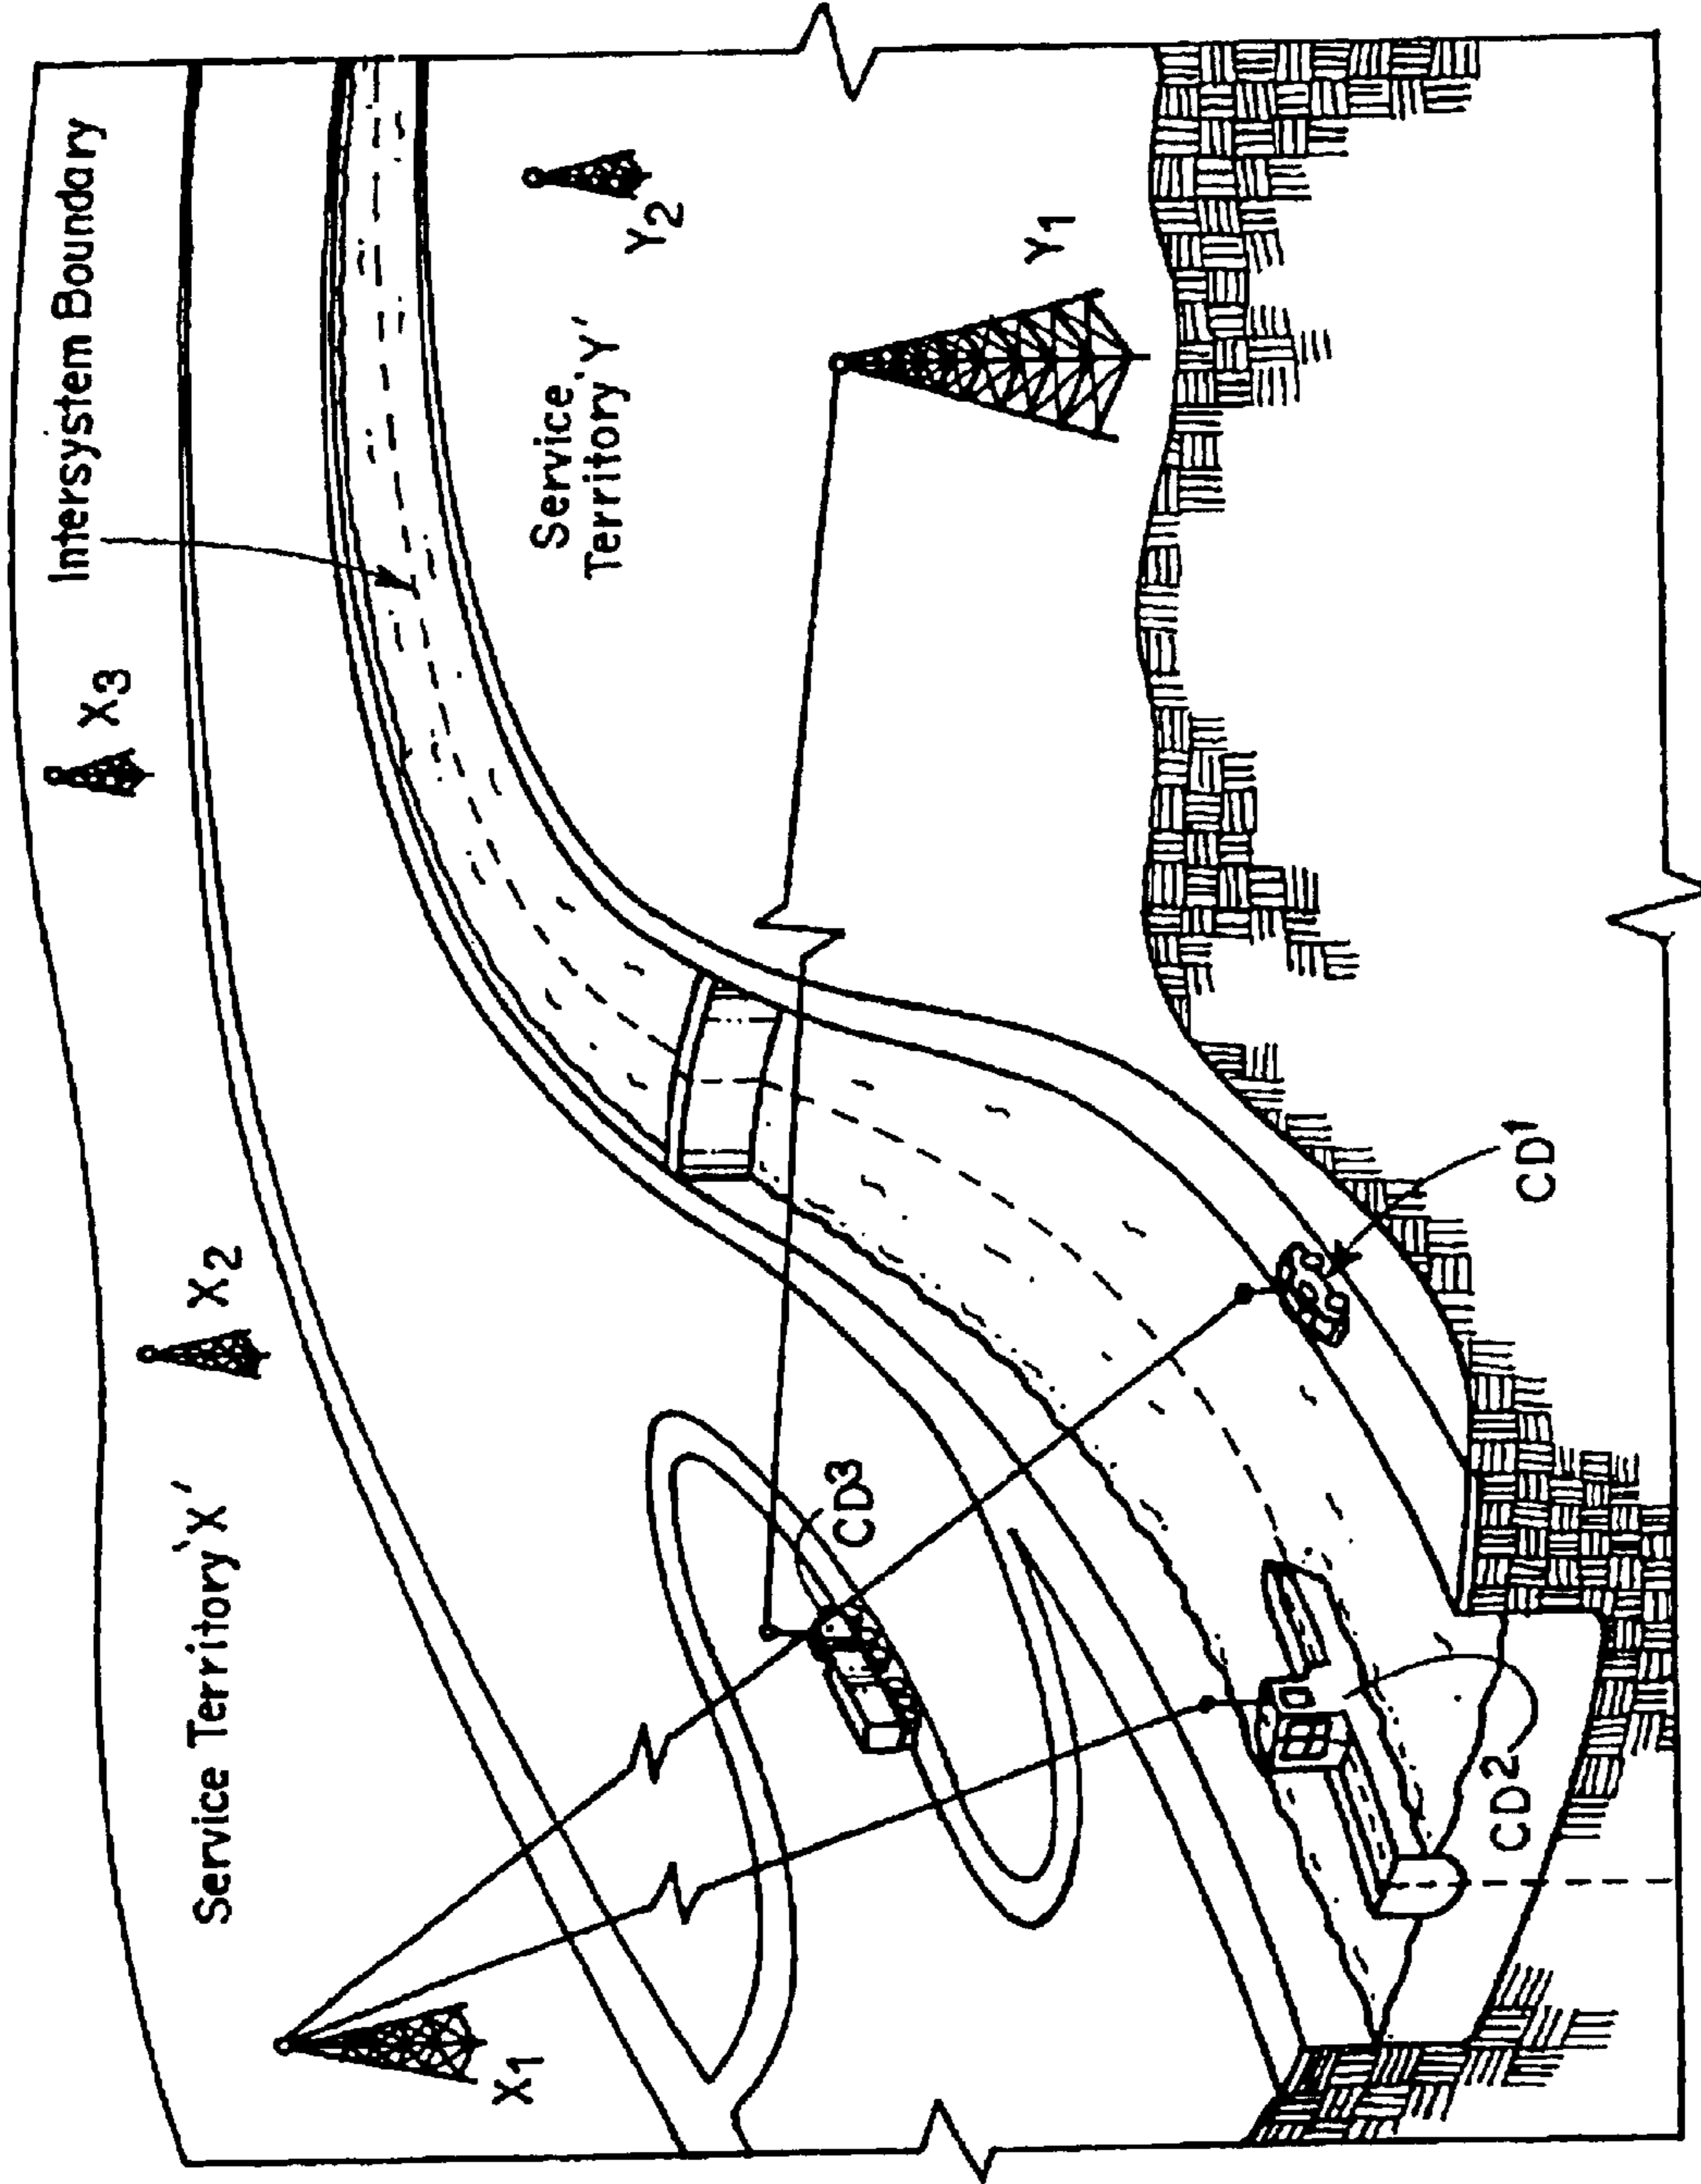 Service Territory 'X'
Intersystem Boundary
X1
X2
X3
Service
Territory 'Y'
Y2
Y1
CD3
CD2
CD1